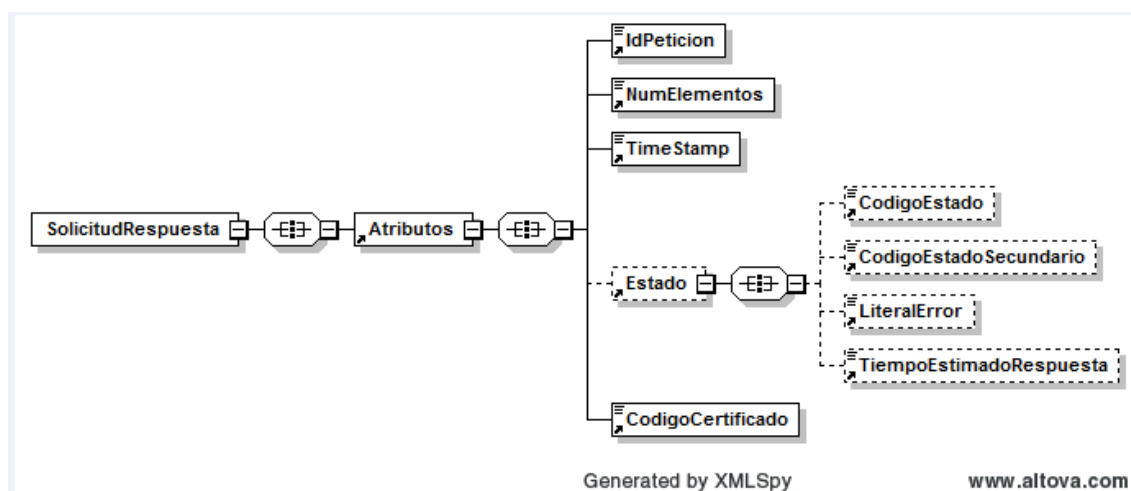 IdPeticion
NumElementos
TimeStamp
SolicitudRespuesta
Atributos
Estado
CodigoEstado
CodigoEstadoSecundario
LiteralError
TiempoEstimadoRespuesta
CodigoCertificado
Generated by XMLSpy
www.altova.com